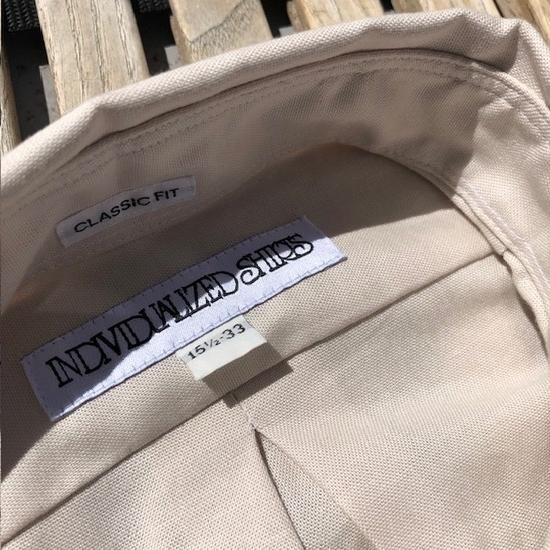 CLASSIC FIT
INDIVIDUALIZED SHIRTS
15½-33